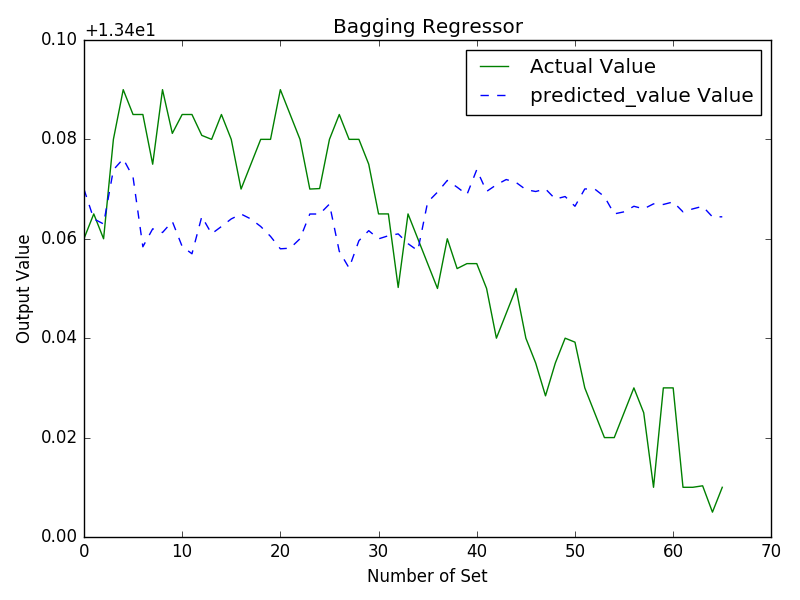 Bagging Regressor
+1.34e1
Actual Value
predicted_value Value
Output Value
0.10
0.08
0.06
0.04
0.02
0.00
0 10 20 30 40 50 60 70
Number of Set